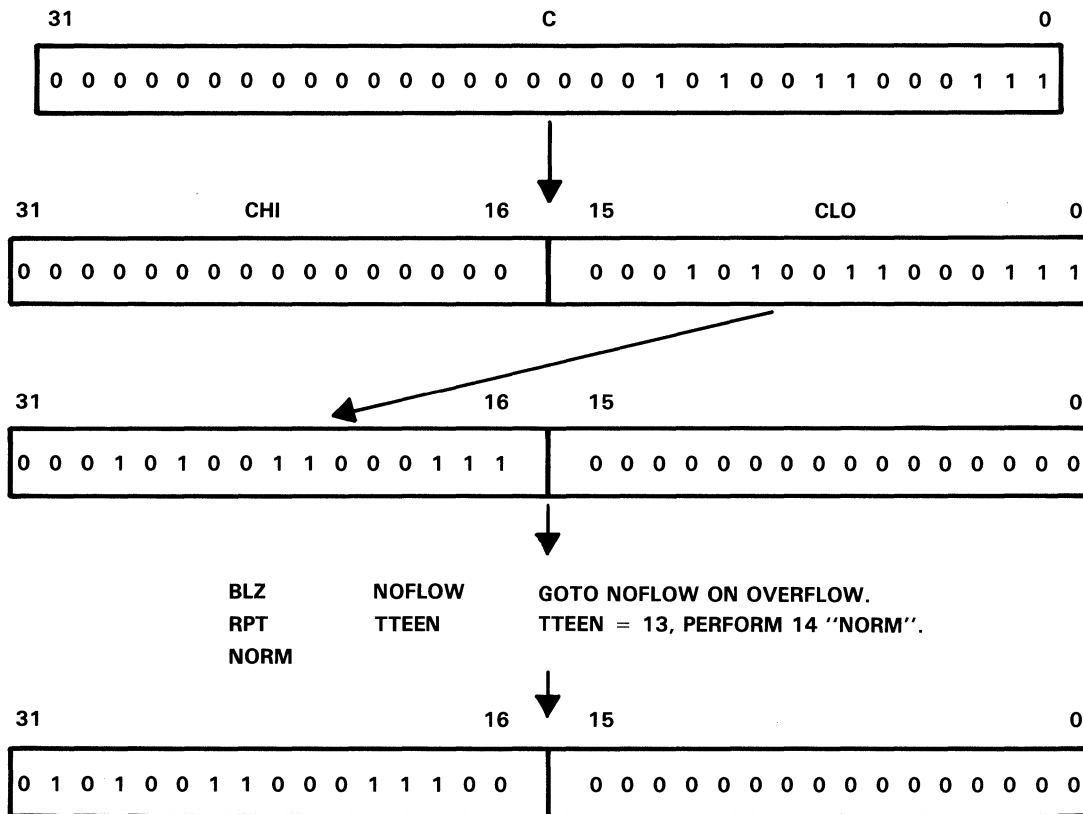 31 C 0
0 0 0 0 0 0 0 0 0 0 0 0 0 0 0 0 0 0 0 1 0 1 0 0 1 1 0 0 0 1 1 1
31 CHI 16 15 CLO 0
0 0 0 0 0 0 0 0 0 0 0 0 0 0 0 0 0 0 0 1 0 1 0 0 1 1 0 0 0 1 1 1
31 16 15 0
0 0 0 1 0 1 0 0 1 1 0 0 0 1 1 1 0 0 0 0 0 0 0 0 0 0 0 0 0 0 0 0
BLZ NOFLOW GOTO NOFLOW ON OVERFLOW.
RPT TTEEN TTEEN = 13, PERFORM 14 ''NORM''.
NORM
31 16 15 0
0 1 0 1 0 0 1 1 0 0 0 1 1 1 0 0 0 0 0 0 0 0 0 0 0 0 0 0 0 0 0 0